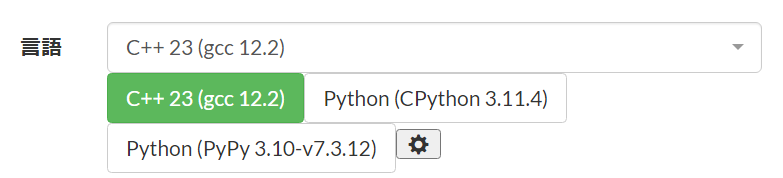 言語 C++ 23 (gcc 12.2)
C++ 23 (gcc 12.2) Python (CPython 3.11.4)
Python (PyPy 3.10-v7.3.12)